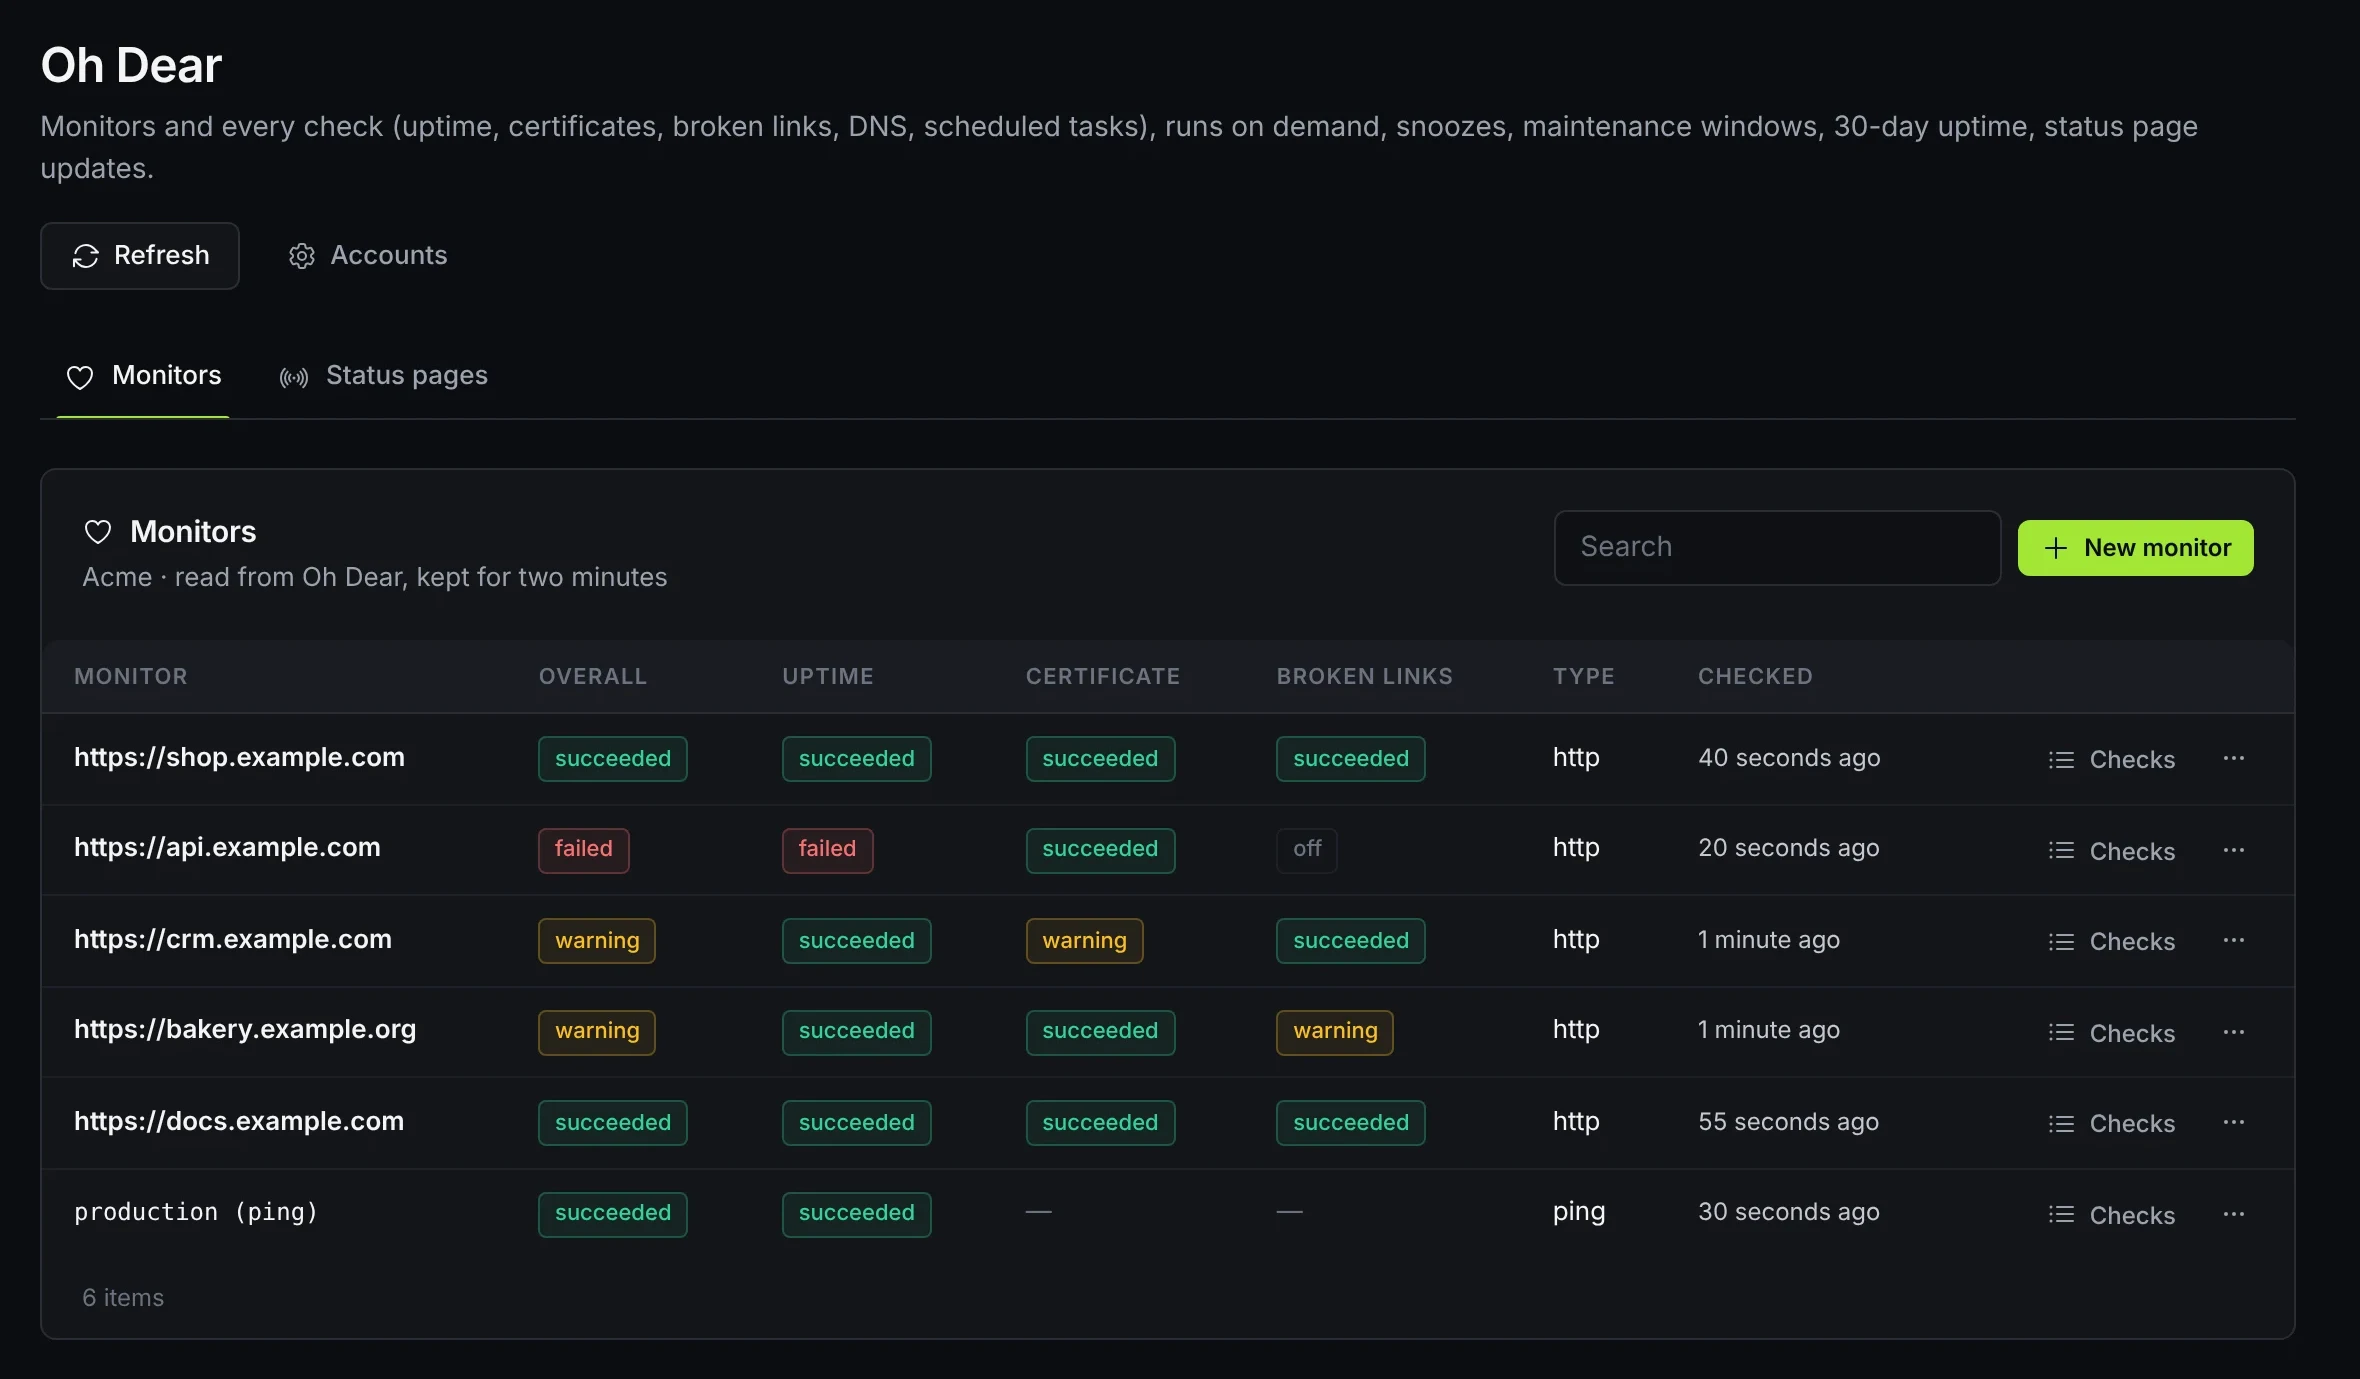 Oh Dear
Monitors and every check (uptime, certificates, broken links, DNS, scheduled tasks), runs on demand, snoozes, maintenance windows, 30-day uptime, status page
updates.
Refresh Accounts
Monitors Status pages
Monitors
Acme · read from Oh Dear, kept for two minutes
Search
New monitor
MONITOR OVERALL UPTIME CERTIFICATE BROKEN LINKS TYPE CHECKED
https://shop.example.com succeeded succeeded succeeded succeeded http 40 seconds ago Checks ···
https://api.example.com failed failed succeeded off http 20 seconds ago Checks ···
https://crm.example.com warning succeeded warning succeeded http 1 minute ago Checks ···
https://bakery.example.org warning succeeded succeeded warning http 1 minute ago Checks ···
https://docs.example.com succeeded succeeded succeeded succeeded http 55 seconds ago Checks ···
production (ping) succeeded succeeded — — ping 30 seconds ago Checks ···
6 items